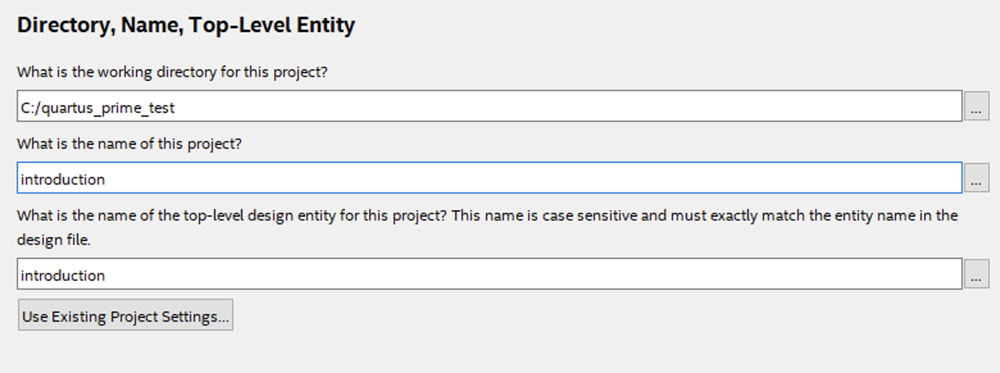 Directory, Name, Top-Level Entity
What is the working directory for this project?
C:/quartus_prime_test
...
What is the name of this project?
introduction
...
What is the name of the top-level design entity for this project? This name is case sensitive and must exactly match the entity name in the
design file.
introduction
...
Use Existing Project Settings...